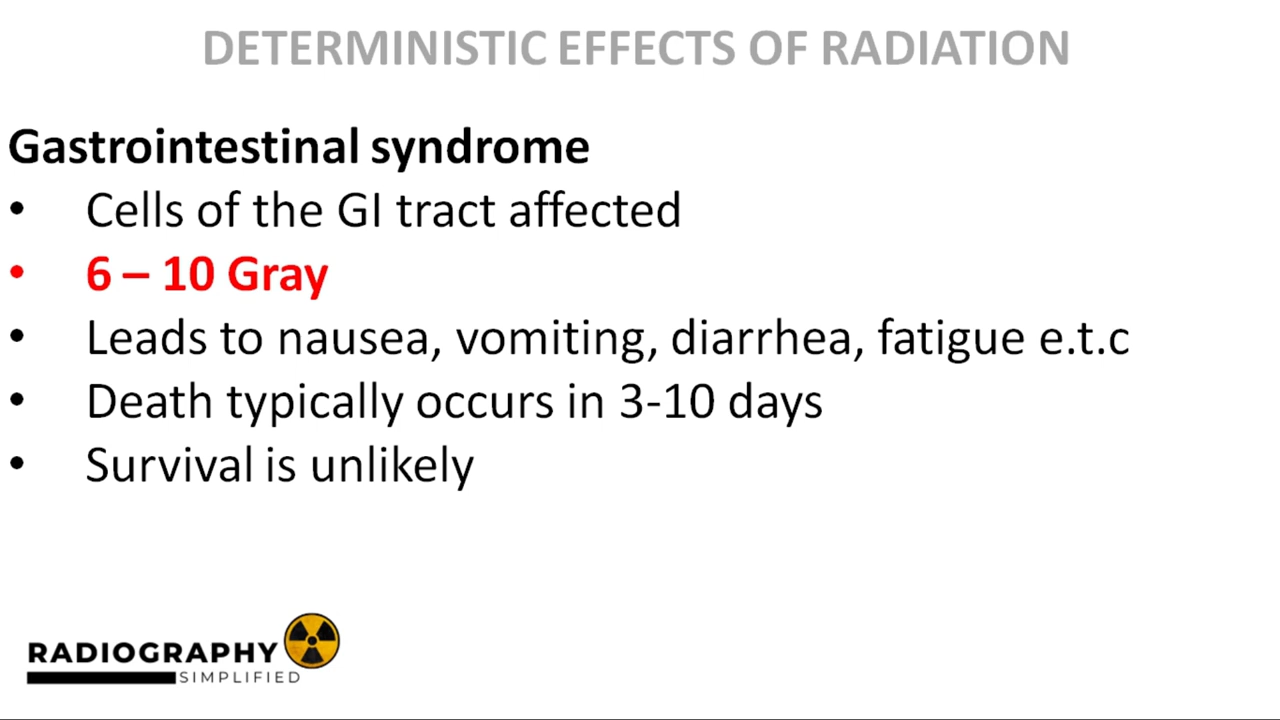 DETERMINISTIC EFFECTS OF RADIATION
Gastrointestinal syndrome
• Cells of the GI tract affected
• 6 – 10 Gray
• Leads to nausea, vomiting, diarrhea, fatigue e.t.c
• Death typically occurs in 3-10 days
• Survival is unlikely
RADIOGRAPHY
SIMPLIFIED